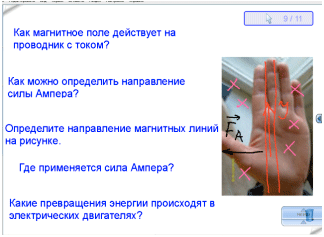 9 / 11
Как магнитное поле действует на
проводник с током?
Как можно определить направление
силы Ампера?
F A
Определите направление магнитных линий
на рисунке.
Где применяется сила Ампера?
Какие превращения энергии происходят в
электрических двигателях?